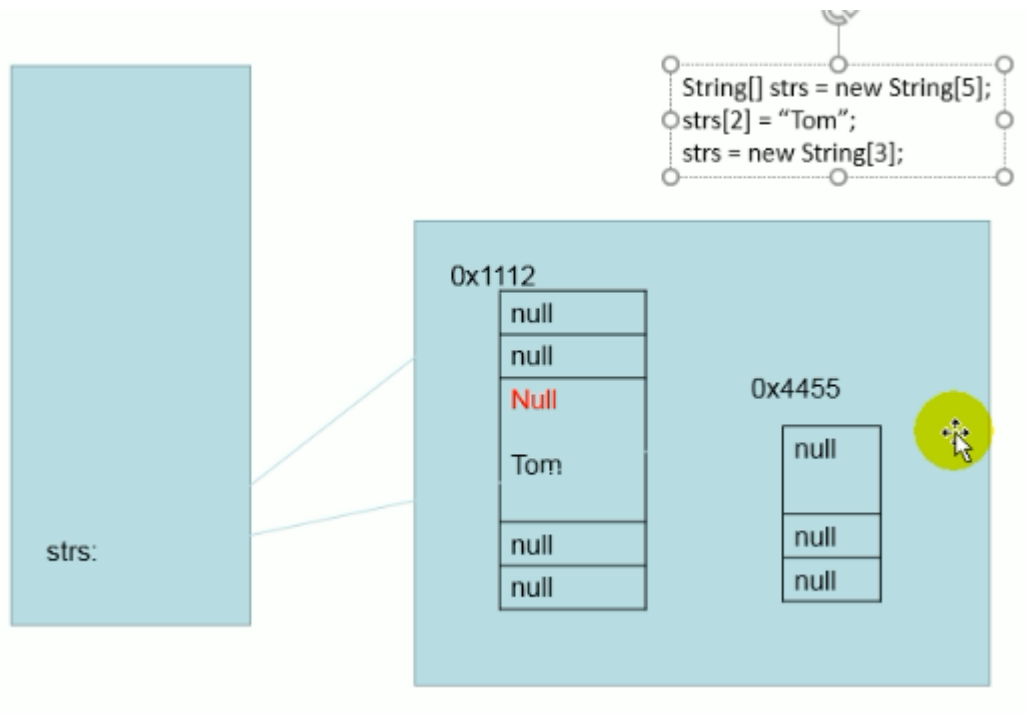 String[] strs = new String[5];
strs[2] = “Tom”;
strs = new String[3];
strs:
0x1112
null
null
Null
Tom
null
null
0x4455
null
null
null